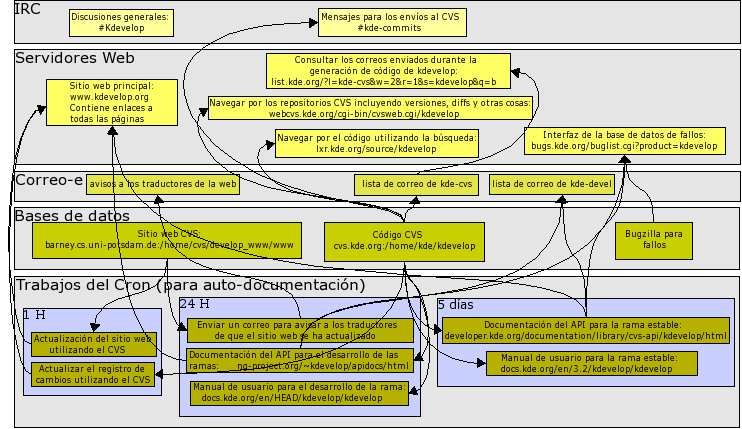 IRC
Discusiones generales:
#Kdevelop
Mensajes para los envíos al CVS
#kde-commits
Servidores Web
Consultar los correos enviados durante la
generación de código de kdevelop:
list.kde.org/?l=kde-cvs&w=2&r=1&s=kdevelop&q=b
Sitio web principal:
www.kdevelop.org
Contiene enlaces a
todas las páginas
Navegar por los repositorios CVS incluyendo versiones, diffs y otras cosas:
webcvs.kde.org/cgi-bin/cvsweb.cgi/kdevelop
Navegar por el código utilizando la búsqueda:
lxr.kde.org/source/kdevelop
Interfaz de la base de datos de fallos:
bugs.kde.org/buglist.cgi?product=kdevelop
Correo-e
avisos a los traductores de la web
lista de correo de kde-cvs
lista de correo de kde-devel
Bases de datos
Sitio web CVS:
barney.cs.uni-potsdam.de:/home/cvs/develop_www/www
Código CVS
cvs.kde.org:/home/kde/kdevelop
Bugzilla para
fallos
Trabajos del Cron (para auto-documentación)
1 H
Actualización del sitio web
utilizando el CVS
Actualizar el registro de
cambios utilizando el CVS
24 H
Enviar un correo para avisar a los traductores
de que el sitio web se ha actualizado
Documentación del API para el desarrollo de las
ramas: ng-project.org/~kdevelop/apidocs/html
Manual de usuario para el desarrollo de la rama:
docs.kde.org/en/HEAD/kdevelop/kdevelop
5 días
Documentación del API para la rama estable:
developer.kde.org/documentation/library/cvs-api/kdevelop/html
Manual de usuario para la rama estable:
docs.kde.org/en/3.2/kdevelop/kdevelop